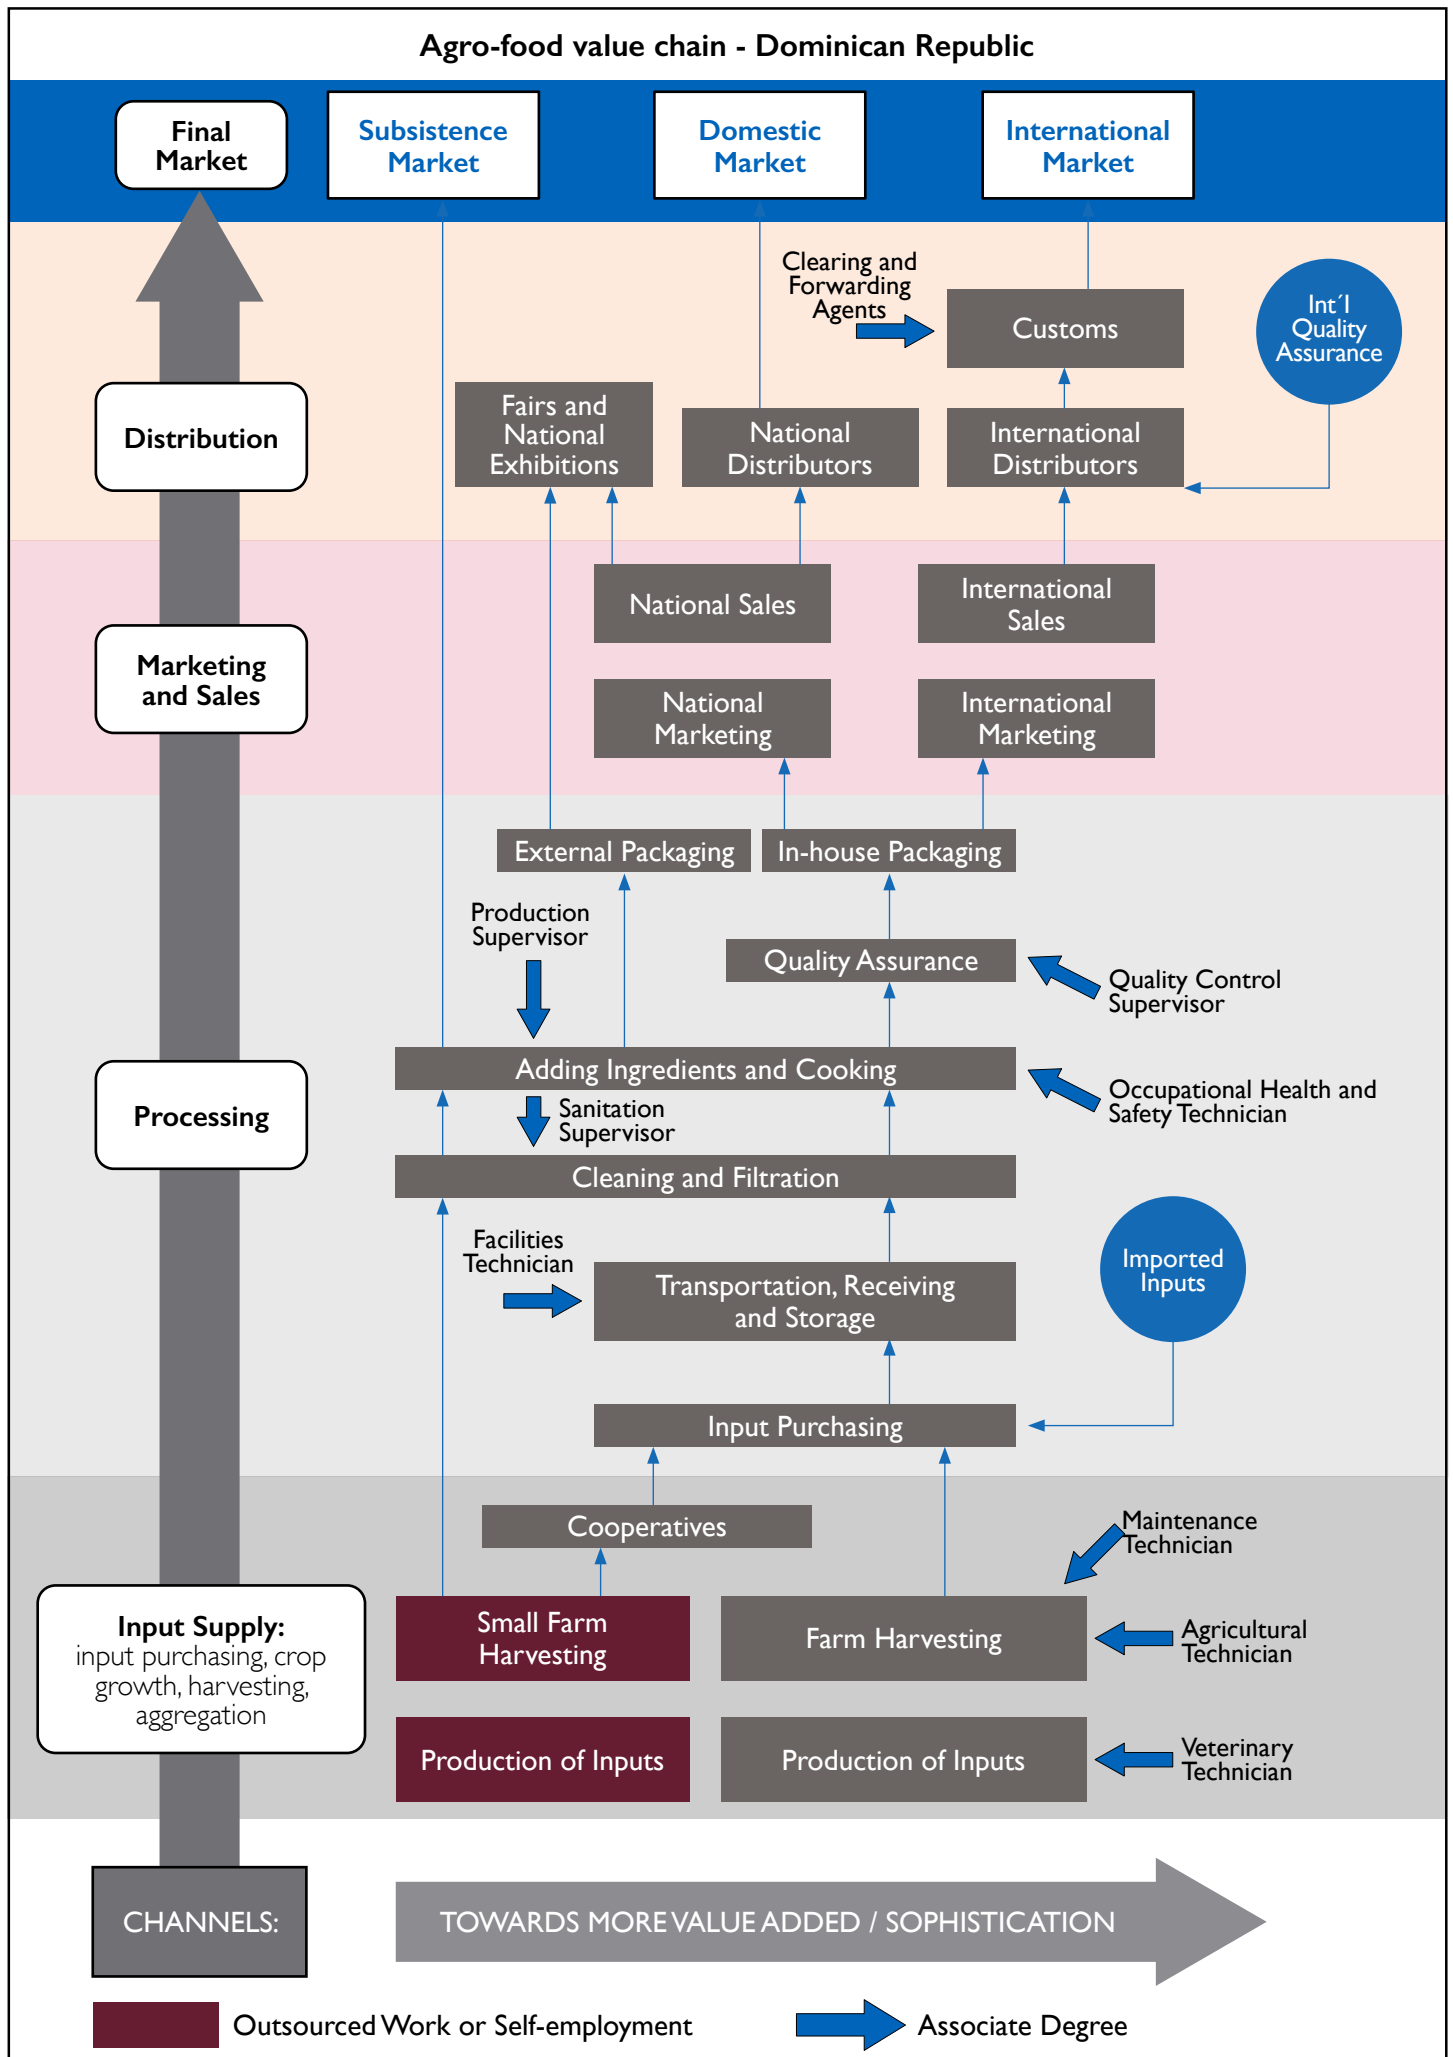 Agro-food value chain - Dominican Republic
Final
Market
Subsistence
Market
Domestic
Market
International
Market
Clearing and
Forwarding
Agents
Customs
Int´l
Quality
Assurance
Distribution
Fairs and
National
Exhibitions
National
Distributors
International
Distributors
National Sales
International
Sales
Marketing
and Sales
National
Marketing
International
Marketing
External Packaging
In-house Packaging
Production
Supervisor
Quality Assurance
Quality Control
Supervisor
Processing
Adding Ingredients and Cooking
Occupational Health and
Safety Technician
Sanitation
Supervisor
Cleaning and Filtration
Facilities
Technician
Transportation, Receiving
and Storage
Imported
Inputs
Input Purchasing
Cooperatives
Maintenance
Technician
Input Supply:
input purchasing, crop
growth, harvesting,
aggregation
Small Farm
Harvesting
Farm Harvesting
Agricultural
Technician
Production of Inputs
Production of Inputs
Veterinary
Technician
CHANNELS:
TOWARDS MORE VALUE ADDED / SOPHISTICATION
Outsourced Work or Self-employment
Associate Degree